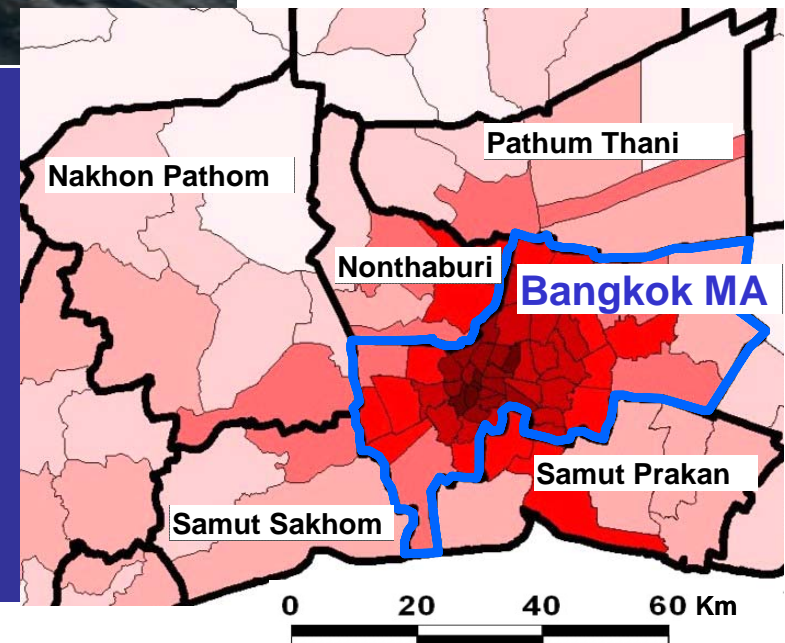 Pathum Thani
Nakhon Pathom
Nonthaburi
Bangkok MA
Samut Prakan
Samut Sakhom
0 20 40 60 Km